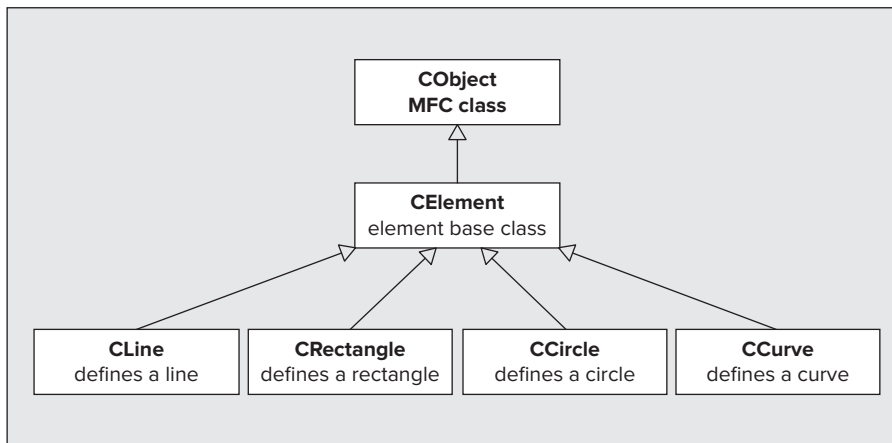 CObject
MFC class
CElement
element base class
CLine
defines a line
CRectangle
defines a rectangle
CCircle
defines a circle
CCurve
defines a curve